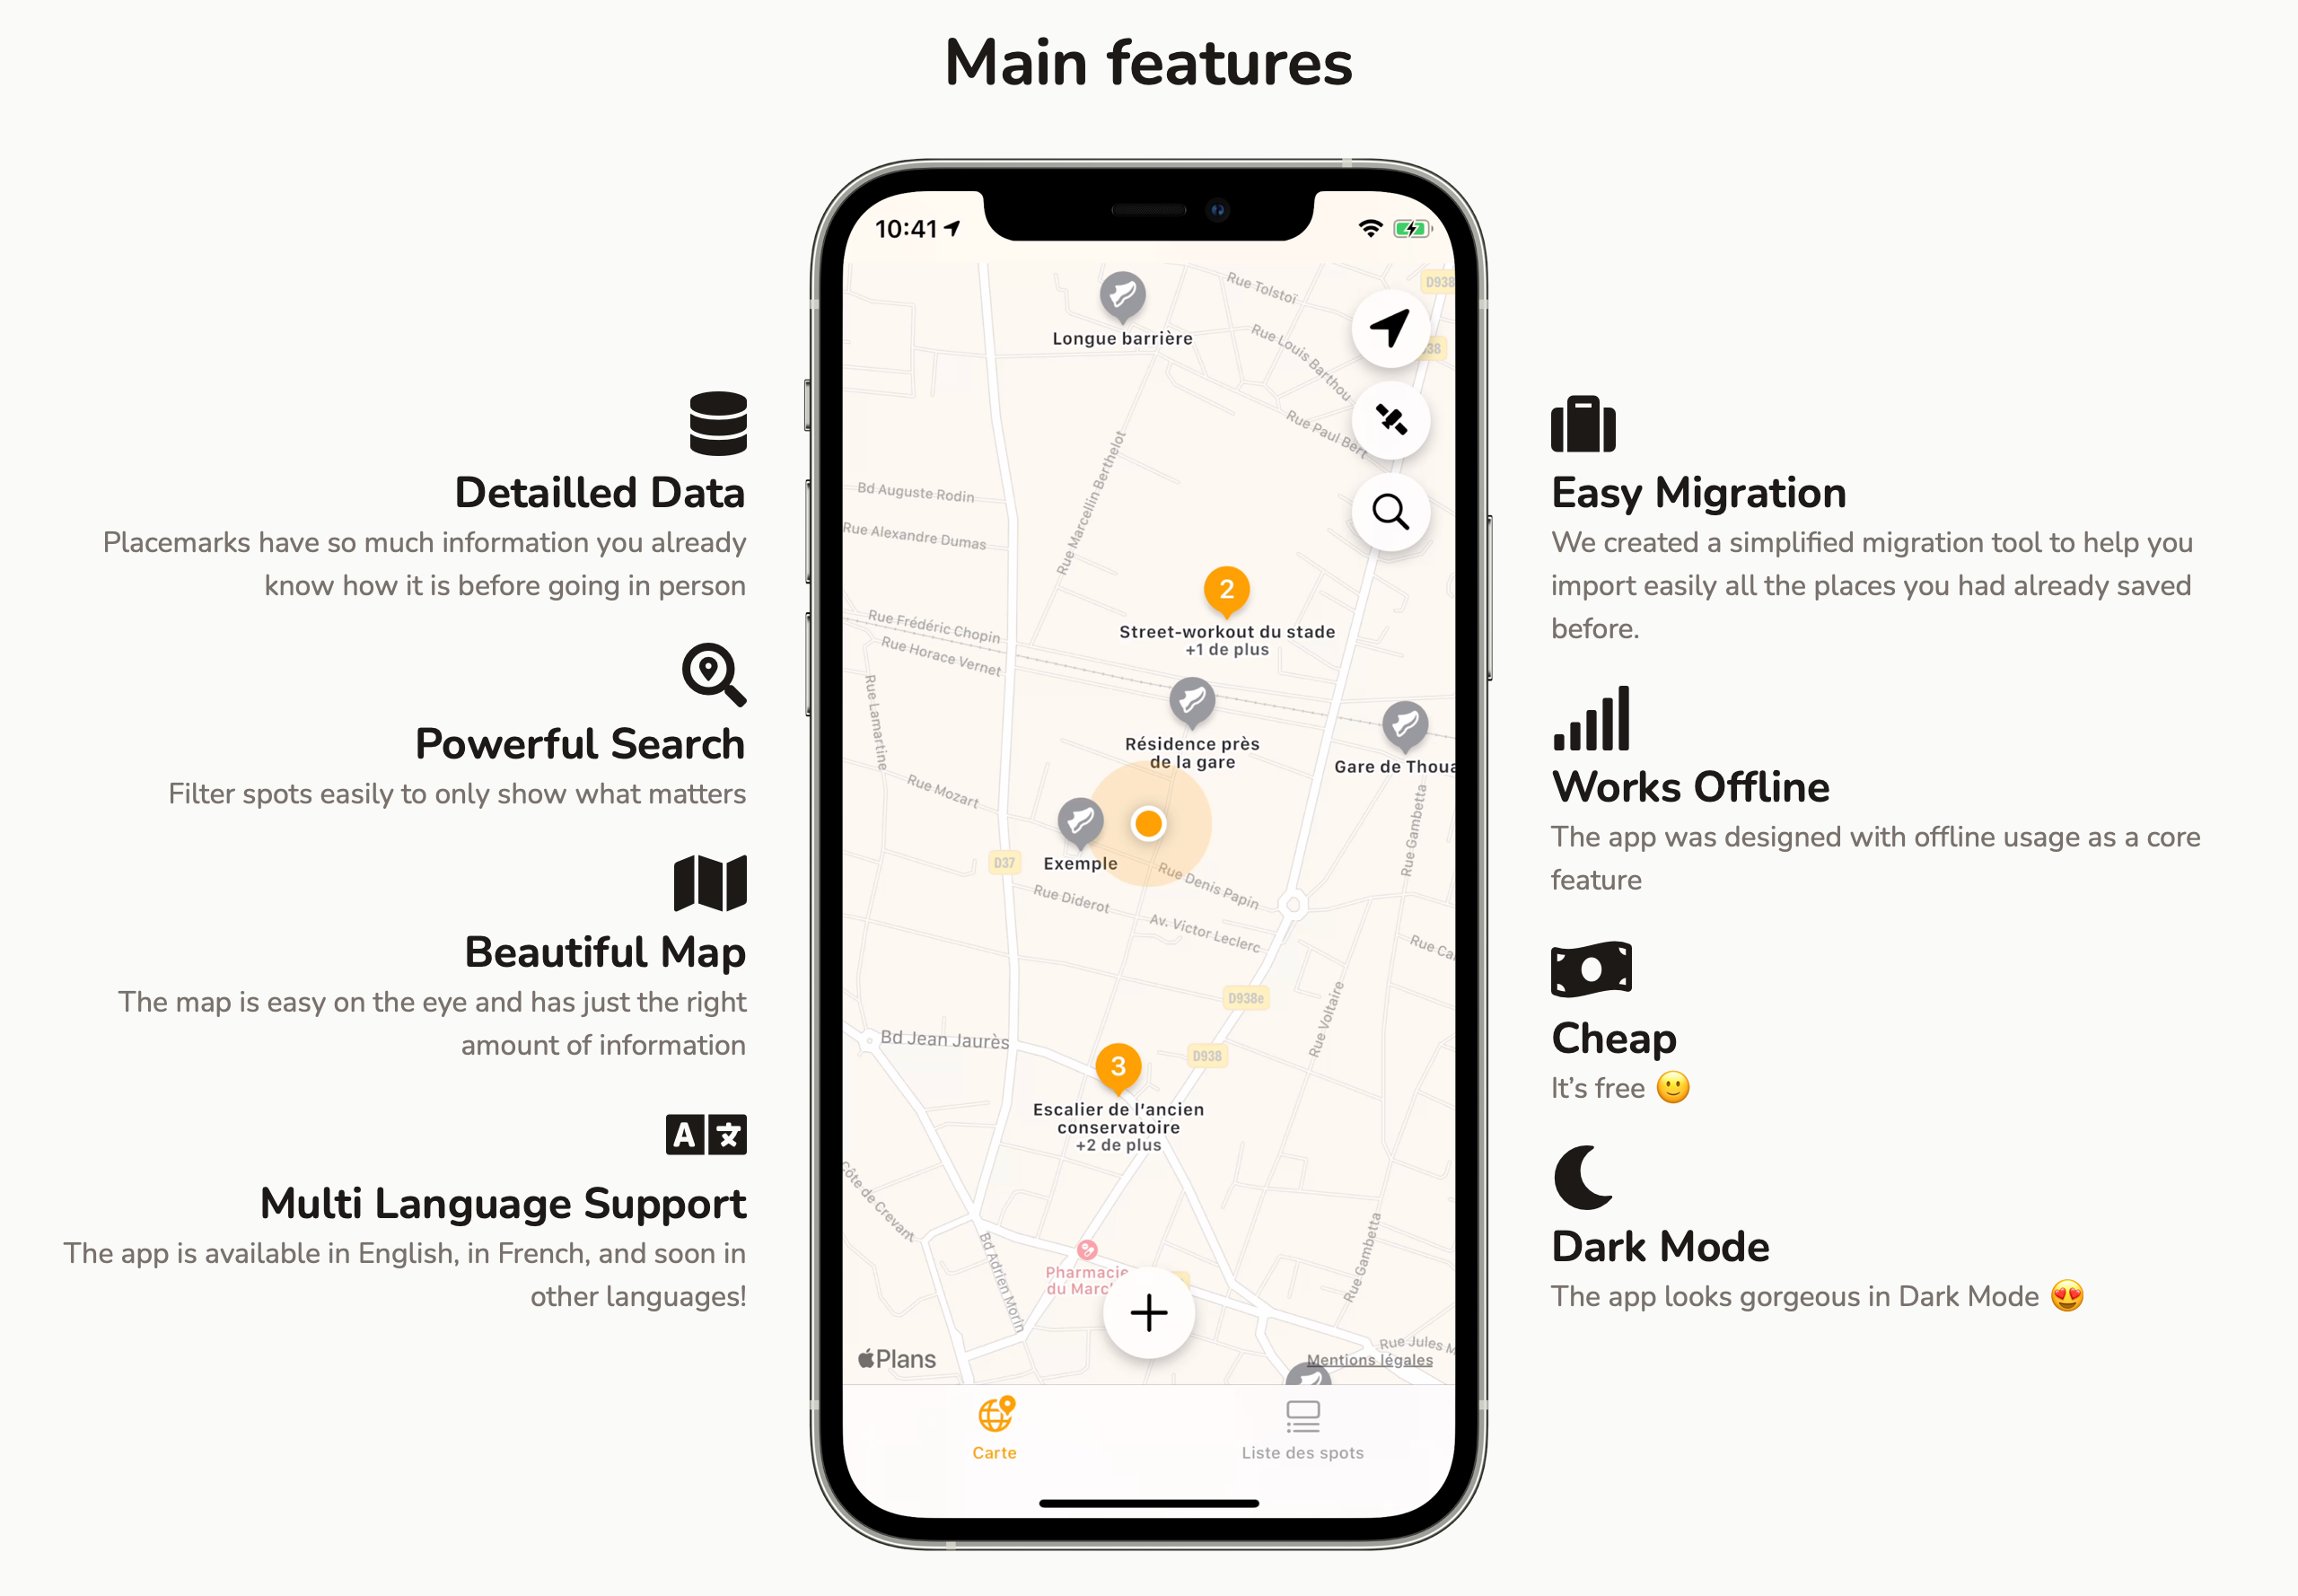 Main features
Detailled Data
Placemarks have so much information you already
know how it is before going in person
Powerful Search
Filter spots easily to only show what matters
Beautiful Map
The map is easy on the eye and has just the right
amount of information
Multi Language Support
The app is available in English, in French, and soon in
other languages!
10:41
Longue barrière
Rue Tolstoï
D938
Rue Louis Barthou
38
Rue Paul Bert
Rue Marcellin Berthelot
Bd Auguste Rodin
Rue Alexandre Dumas
2
Street-workout du stade
+1 de plus
Rue Frédéric Chopin
Rue Horace Vernet
Rue Lamartine
Résidence près
de la gare
Gare de Thoua
Rue Mozart
Rue Gambetta
D37
Exemple
Rue Denis Papin
Rue Diderot
Av. Victor Leclerc
Rue Ca
D938e
Rue Voltaire
Bd Jean Jaurès
D938
3
Escalier de l'ancien
conservatoire
+2 de plus
Côte de Crevant
Bd Adrien Morin
Rue Gambetta
Pharmacie
du Marc
Rue Jules M
Plans
Mentions légales
Carte
Liste des spots
Easy Migration
We created a simplified migration tool to help you
import easily all the places you had already saved
before.
Works Offline
The app was designed with offline usage as a core
feature
Cheap
It's free 🙂
Dark Mode
The app looks gorgeous in Dark Mode 😍